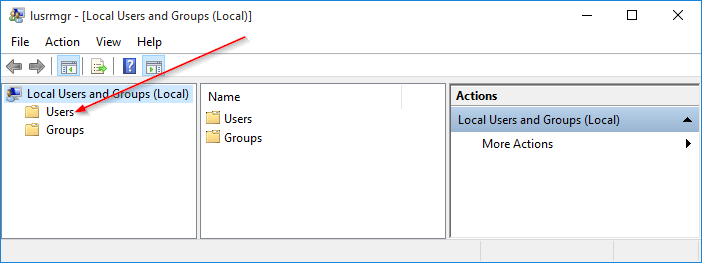 lusrmgr - [Local Users and Groups (Local)]
File Action View Help
Local Users and Groups (Local)
Users
Groups
Name
Users
Groups
Actions
Local Users and Groups (Local)
More Actions